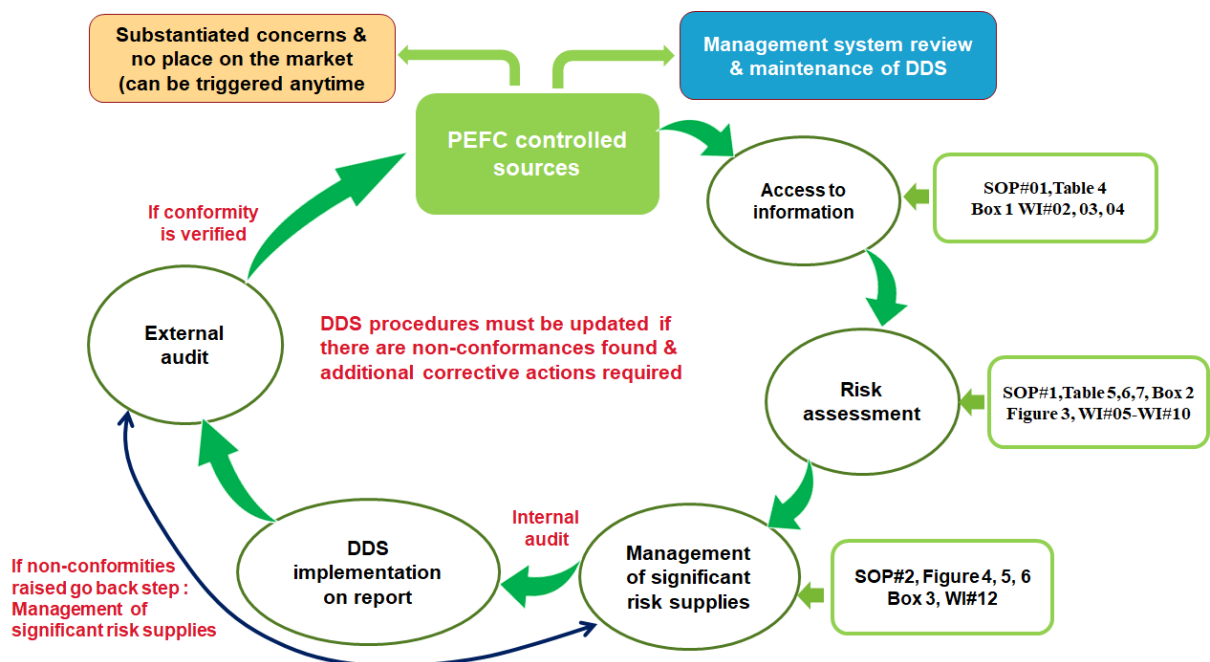 Substantiated concerns &
no place on the market
(can be triggered anytime
Management system review
& maintenance of DDS
PEFC controlled
sources
Access to
information
SOP#01,Table 4
Box 1 WI#02, 03, 04
If conformity
is verified
External
audit
DDS procedures must be updated if
there are non-conformances found &
additional corrective actions required
Risk
assessment
SOP#1,Table 5,6,7, Box 2
Figure 3, WI#05-WI#10
Internal
audit
DDS
implementation
on report
Management
of significant
risk supplies
SOP#2, Figure 4, 5, 6
Box 3, WI#12
If non-conformities
raised go back step :
Management of
significant risk supplies